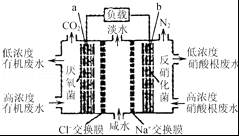 负载
a
b
CO₂
N₂
淡水
低浓度
有机废水
厌氧菌
反硝化菌
低浓度
硝酸根废水
高浓度
有机废水
高浓度
硝酸根废水
咸水
Cl⁻交换膜
Na⁺交换膜